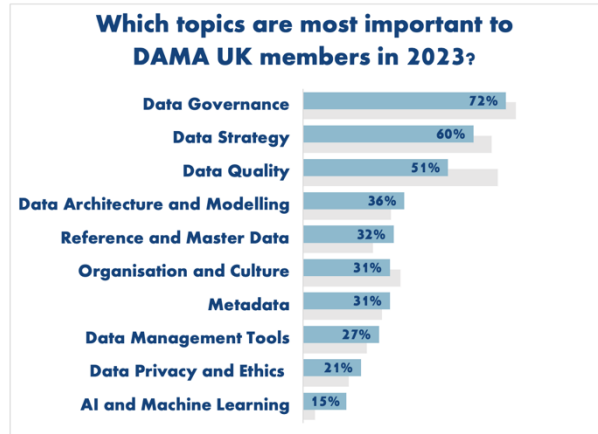 Which topics are most important to
DAMA UK members in 2023?
Data Governance 72%
Data Strategy 60%
Data Quality 51%
Data Architecture and Modelling 36%
Reference and Master Data 32%
Organisation and Culture 31%
Metadata 31%
Data Management Tools 27%
Data Privacy and Ethics 21%
AI and Machine Learning 15%